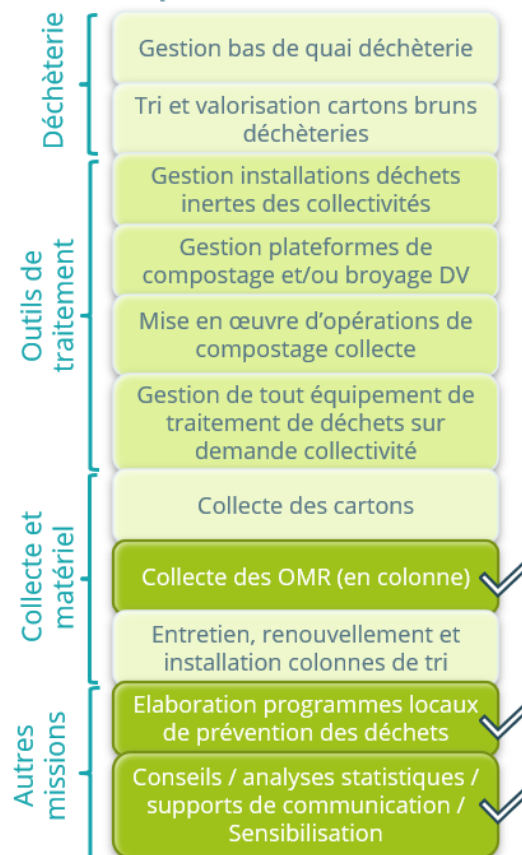 Déchèterie
Gestion bas de quai déchèterie
Tri et valorisation cartons bruns
déchèteries
Outils de
traitement
Gestion installations déchets
inertes des collectivités
Gestion plateformes de
compostage et/ou broyage DV
Mise en œuvre d’opérations de
compostage collecte
Gestion de tout équipement de
traitement de déchets sur
demande collectivité
Collecte et
matériel
Collecte des cartons
Collecte des OMR (en colonne)
Entretien, renouvellement et
installation colonnes de tri
Autres
missions
Elaboration programmes locaux
de prévention des déchets
Conseils / analyses statistiques /
supports de communication /
Sensibilisation